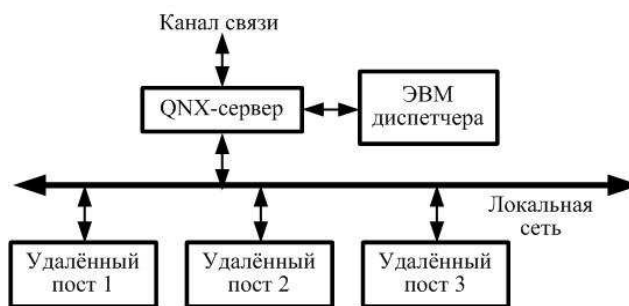 Канал связи
QNX-сервер
ЭВМ
диспетчера
Локальная
сеть
Удалённый
пост 1
Удалённый
пост 2
Удалённый
пост 3